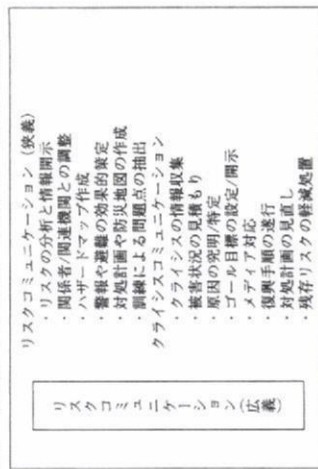 リスクコミュニケーション(広義)
リスクコミュニケーション(狭義)
・リスクの分析と情報開示
・関係者/関連機関との調整
・ハザードマップ作成
・警報や避難の効果的策定
・対処計画や防災地図の作成
・訓練による問題点の抽出
クライシスコミュニケーション
・クライシスの情報収集
・被害状況の見積もり
・原因の究明/特定
・ゴール目標の設定/開示
・メディア対応
・復興手順の遂行
・対処計画の見直し
・残存リスクの軽減処置